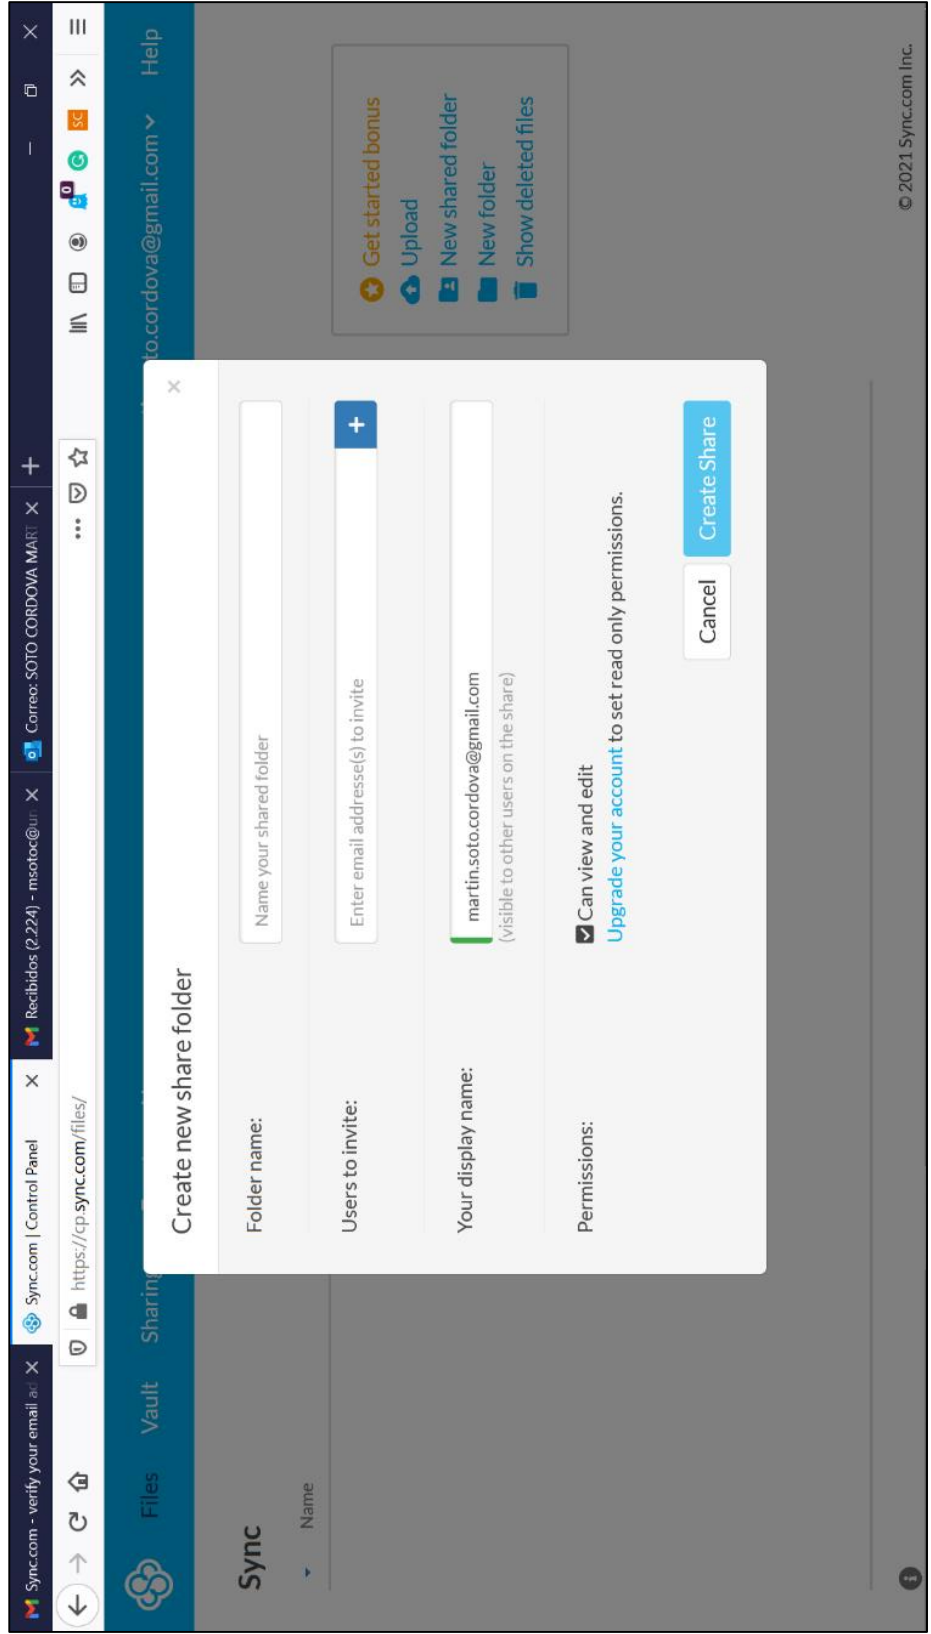 Sync.com - verify your email ad
Sync.com | Control Panel
Recibidos (2.224) - msotoc@un
Correo: SOTO CORDOVA MART
https://cp.sync.com/files/
0
SC
Files
Vault
Sharing
to.cordova@gmail.com
Help
Sync
Name
Get started bonus
Upload
New shared folder
New folder
Show deleted files
Create new share folder
Folder name:
Name your shared folder
Users to invite:
Enter email addresse(s) to invite
+
Your display name:
martin.soto.cordova@gmail.com
(visible to other users on the share)
Permissions:
Can view and edit
Upgrade your account to set read only permissions.
Cancel
Create Share
© 2021 Sync.com Inc.